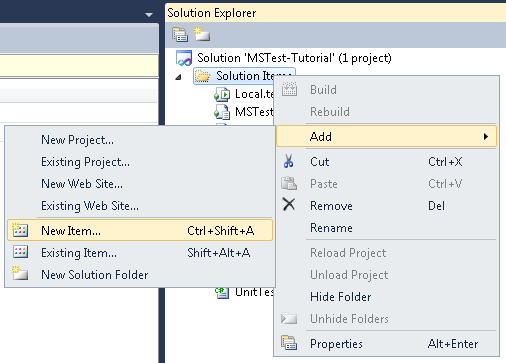 Solution Explorer
Solution 'MSTest-Tutorial' (1 project)
Solution Items
Local.te
MSTest
UnitTes
Build
Rebuild
Add
Cut Ctrl+X
Paste Ctrl+V
Remove Del
Rename
Reload Project
Unload Project
Hide Folder
Unhide Folders
Properties Alt+Enter
New Project...
Existing Project...
New Web Site...
Existing Web Site...
New Item... Ctrl+Shift+A
Existing Item... Shift+Alt+A
New Solution Folder